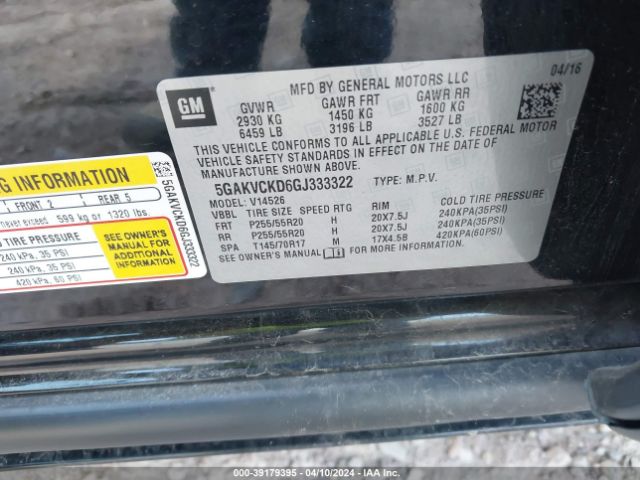 04/16
GM
MFD BY GENERAL MOTORS LLC
GVWR GAWR FRT GAWR RR
2930 KG 1450 KG 1600 KG
6459 LB 3196 LB 3527 LB
THIS VEHICLE CONFORMS TO ALL APPLICABLE U.S. FEDERAL MOTOR
VEHICLE SAFETY STANDARDS IN EFFECT ON THE DATE OF
MANUFACTURE SHOWN ABOVE.
5GAKVCKD6GJ333322 TYPE: M.P.V.
MODEL: V14526
VBBL TIRE SIZE SPEED RTG RIM COLD TIRE PRESSURE
FRT P255/55R20 H 20X7.5J 240KPA(35PSI)
RR P255/55R20 H 20X7.5J 240KPA(35PSI)
SPA T145/70R17 M 17X4.5B 420KPA(60PSI)
SEE OWNER'S MANUAL FOR MORE INFORMATION
G INFORMATION
FRONT 2 REAR 5
never exceed 599 kg or 1320 lbs.
TIRE PRESSURE
240 kPa, 35 PSI
240 kPa, 35 PSI
420 kPa, 60 PSI
SEE OWNER'S
MANUAL FOR
ADDITIONAL
INFORMATION
5GAKVCKD6GJ333322
000-39179395 - 04/10/2024 - IAA Inc.